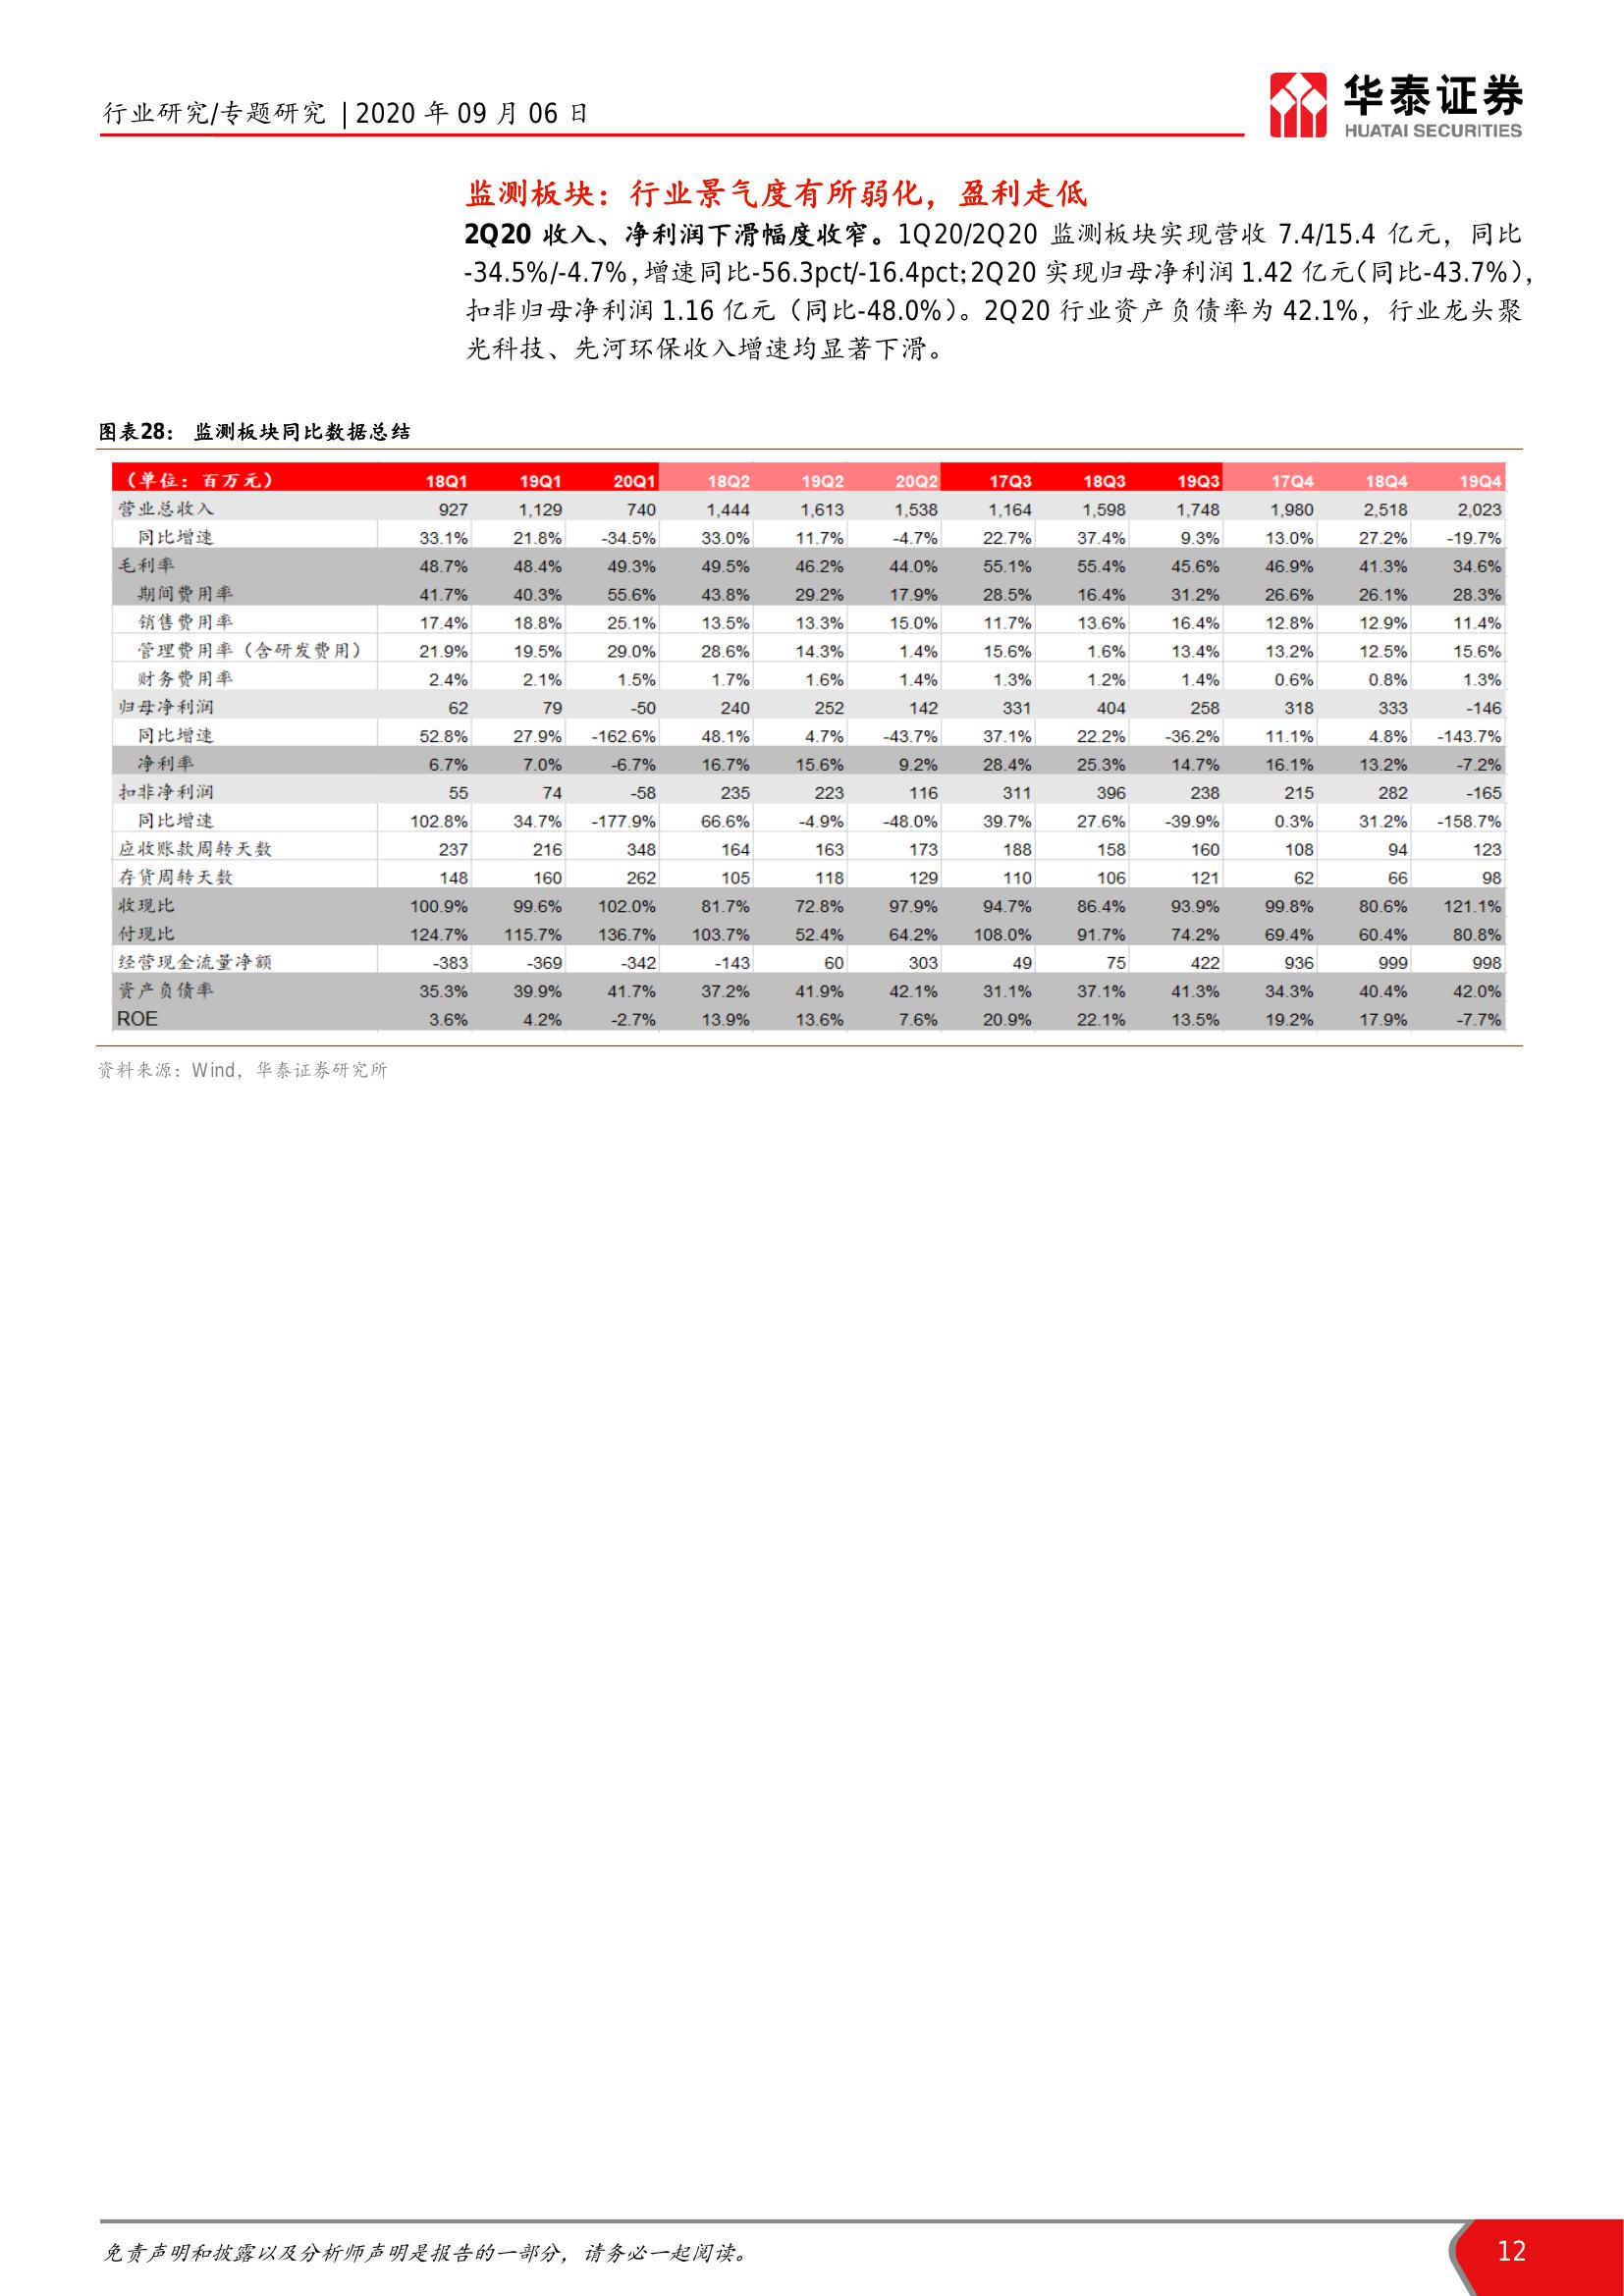 行业研究/专题研究 | 2020 年 09 月 06 日
华泰证券
HUATAI SECURITIES
监测板块：行业景气度有所弱化，盈利走低
2Q20 收入、净利润下滑幅度收窄。1Q20/2Q20 监测板块实现营收 7.4/15.4 亿元，同比
-34.5%/-4.7%，增速同比-56.3pct/-16.4pct；2Q20 实现归母净利润 1.42 亿元（同比-43.7%），
扣非归母净利润 1.16 亿元（同比-48.0%）。2Q20 行业资产负债率为 42.1%，行业龙头聚
光科技、先河环保收入增速均显著下滑。
图表28： 监测板块同比数据总结
（单位：百万元） 18Q1 19Q1 20Q1 18Q2 19Q2 20Q2 17Q3 18Q3 19Q3 17Q4 18Q4 19Q4
营业总收入 927 1,129 740 1,444 1,613 1,538 1,164 1,598 1,748 1,980 2,518 2,023
同比增速 33.1% 21.8% -34.5% 33.0% 11.7% -4.7% 22.7% 37.4% 9.3% 13.0% 27.2% -19.7%
毛利率 48.7% 48.4% 49.3% 49.5% 46.2% 44.0% 55.1% 55.4% 45.6% 46.9% 41.3% 34.6%
期间费用率 41.7% 40.3% 55.6% 43.8% 29.2% 17.9% 28.5% 16.4% 31.2% 26.6% 26.1% 28.3%
销售费用率 17.4% 18.8% 25.1% 13.5% 13.3% 15.0% 11.7% 13.6% 16.4% 12.8% 12.9% 11.4%
管理费用率（含研发费用） 21.9% 19.5% 29.0% 28.6% 14.3% 1.4% 15.6% 1.6% 13.4% 13.2% 12.5% 15.6%
财务费用率 2.4% 2.1% 1.5% 1.7% 1.6% 1.4% 1.3% 1.2% 1.4% 0.6% 0.8% 1.3%
归母净利润 62 79 -50 240 252 142 331 404 258 318 333 -146
同比增速 52.8% 27.9% -162.6% 48.1% 4.7% -43.7% 37.1% 22.2% -36.2% 11.1% 4.8% -143.7%
净利率 6.7% 7.0% -6.7% 16.7% 15.6% 9.2% 28.4% 25.3% 14.7% 16.1% 13.2% -7.2%
扣非净利润 55 74 -58 235 223 116 311 396 238 215 282 -165
同比增速 102.8% 34.7% -177.9% 66.6% -4.9% -48.0% 39.7% 27.6% -39.9% 0.3% 31.2% -158.7%
应收账款周转天数 237 216 348 164 163 173 188 158 160 108 94 123
存货周转天数 148 160 262 105 118 129 110 106 121 62 66 98
收现比 100.9% 99.6% 102.0% 81.7% 72.8% 97.9% 94.7% 86.4% 93.9% 99.8% 80.6% 121.1%
付现比 124.7% 115.7% 136.7% 103.7% 52.4% 64.2% 108.0% 91.7% 74.2% 69.4% 60.4% 80.8%
经营现金流量净额 -383 -369 -342 -143 60 303 49 75 422 936 999 998
资产负债率 35.3% 39.9% 41.7% 37.2% 41.9% 42.1% 31.1% 37.1% 41.3% 34.3% 40.4% 42.0%
ROE 3.6% 4.2% -2.7% 13.9% 13.6% 7.6% 20.9% 22.1% 13.5% 19.2% 17.9% -7.7%
资料来源：Wind，华泰证券研究所
免责声明和披露以及分析师声明是报告的一部分，请务必一起阅读。
12